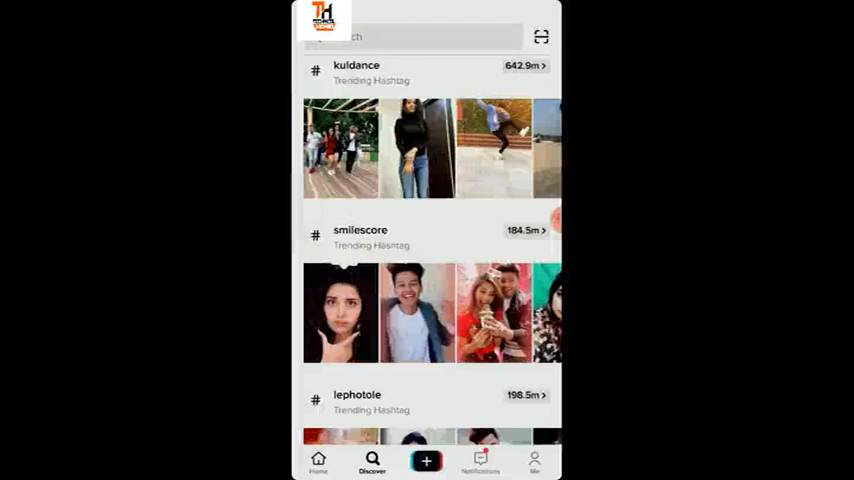 TH
kuldance
642.9m >
Trending Hashtag
smilescore
184.5m >
Trending Hashtag
lephotole
198.5m >
Trending Hashtag
Home
Discover
Notifications
Me